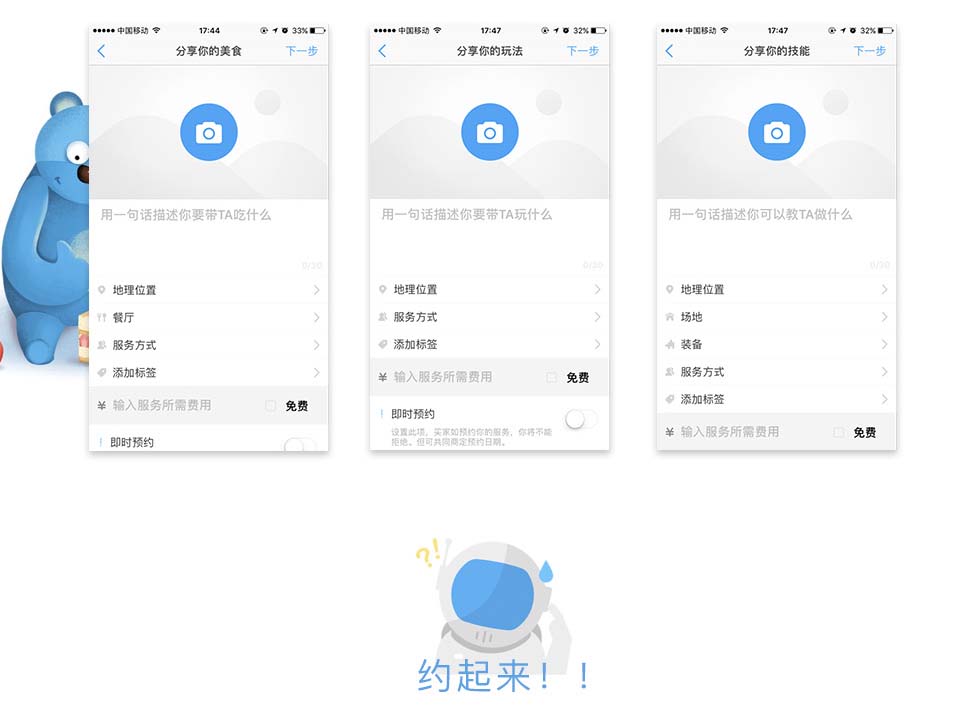 中国移动 17:44 33%
分享你的美食 下一步
用一句话描述你要带TA吃什么
0/30
地理位置
餐厅
服务方式
添加标签
¥ 输入服务所需费用 免费
! 即时预约
中国移动 17:47 32%
分享你的玩法 下一步
用一句话描述你要带TA玩什么
0/30
地理位置
服务方式
添加标签
¥ 输入服务所需费用 免费
! 即时预约
设置此项，买家如预约你的服务，你将不能
拒绝。但可共同商定预约日期。
中国移动 17:47 32%
分享你的技能 下一步
用一句话描述你可以教TA做什么
0/30
地理位置
场地
装备
服务方式
添加标签
¥ 输入服务所需费用 免费
?!
约起来！！